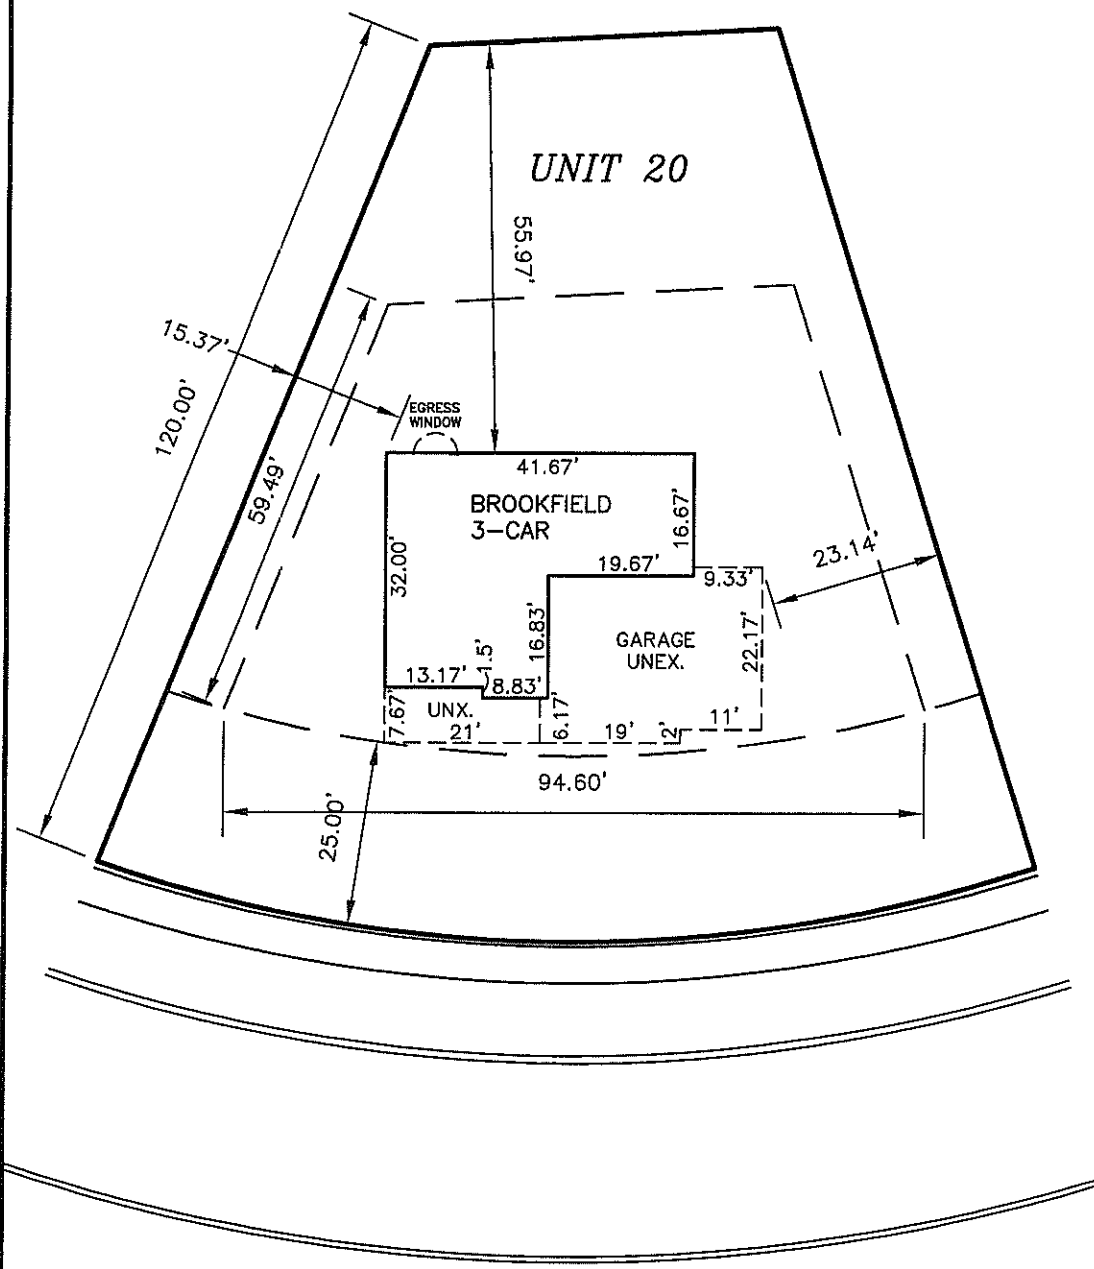 UNIT 20
55.97'
15.37'
120.00'
EGRESS
WINDOW
59.49'
41.67'
BROOKFIELD
3-CAR
16.67'
32.00'
19.67'
9.33'
23.14'
16.83'
GARAGE
UNEX.
22.17'
13.17'
1.5'
8.83'
7.67'
UNX.
21'
6.17'
19'
2'
11'
94.60'
25.00'